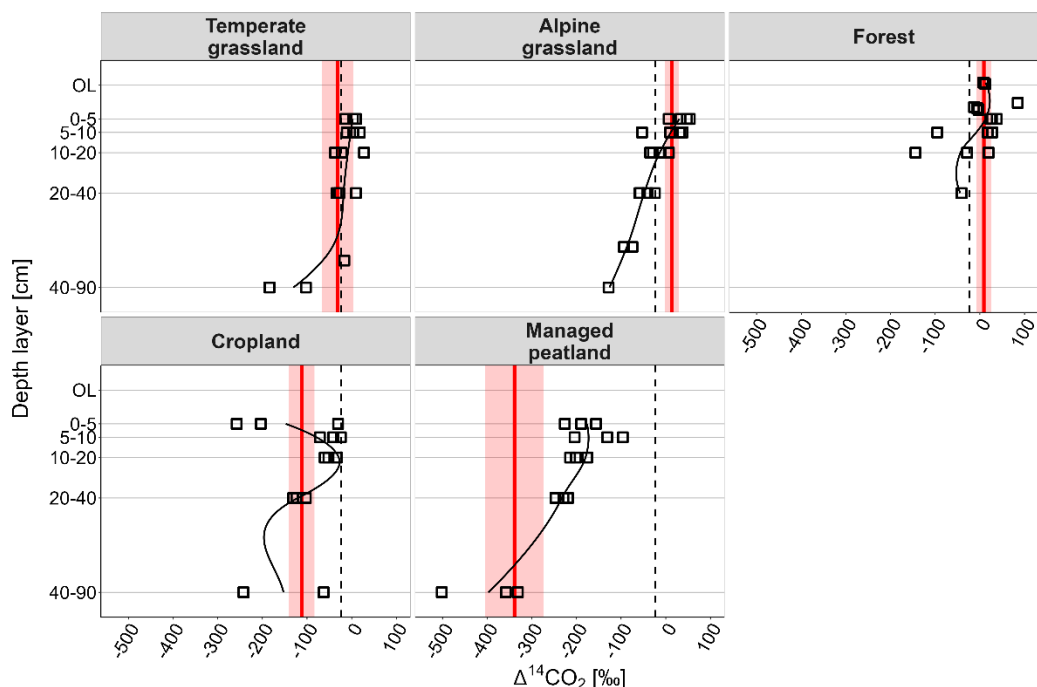 Temperate
grassland
Alpine
grassland
Forest
OL
0-5
5-10
10-20
20-40
40-90
-500
-400
-300
-200
-100
0
100
Cropland
Managed
peatland
OL
0-5
5-10
10-20
20-40
40-90
-500
-400
-300
-200
-100
0
100
-500
-400
-300
-200
-100
0
100
Depth layer [cm]
Δ¹⁴CO₂ [‰]